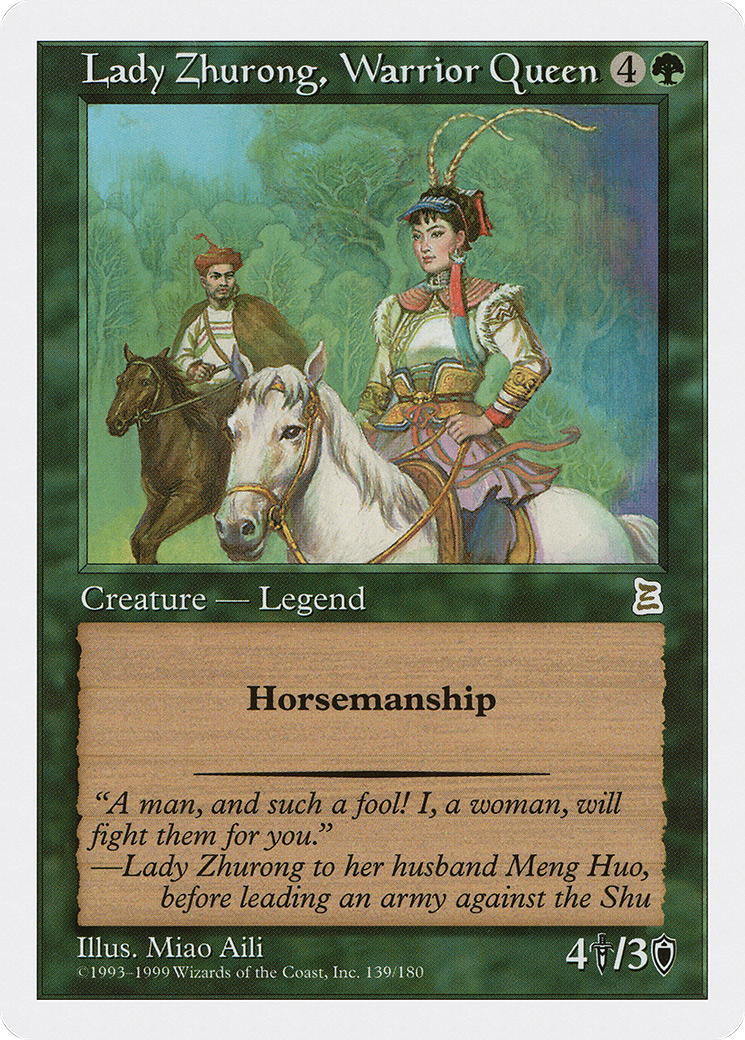 Lady Zhurong, Warrior Queen 4
Creature — Legend
Horsemanship
“A man, and such a fool! I, a woman, will
fight them for you.”
—Lady Zhurong to her husband Meng Huo,
before leading an army against the Shu
Illus. Miao Aili
©1993–1999 Wizards of the Coast, Inc. 139/180
4/3